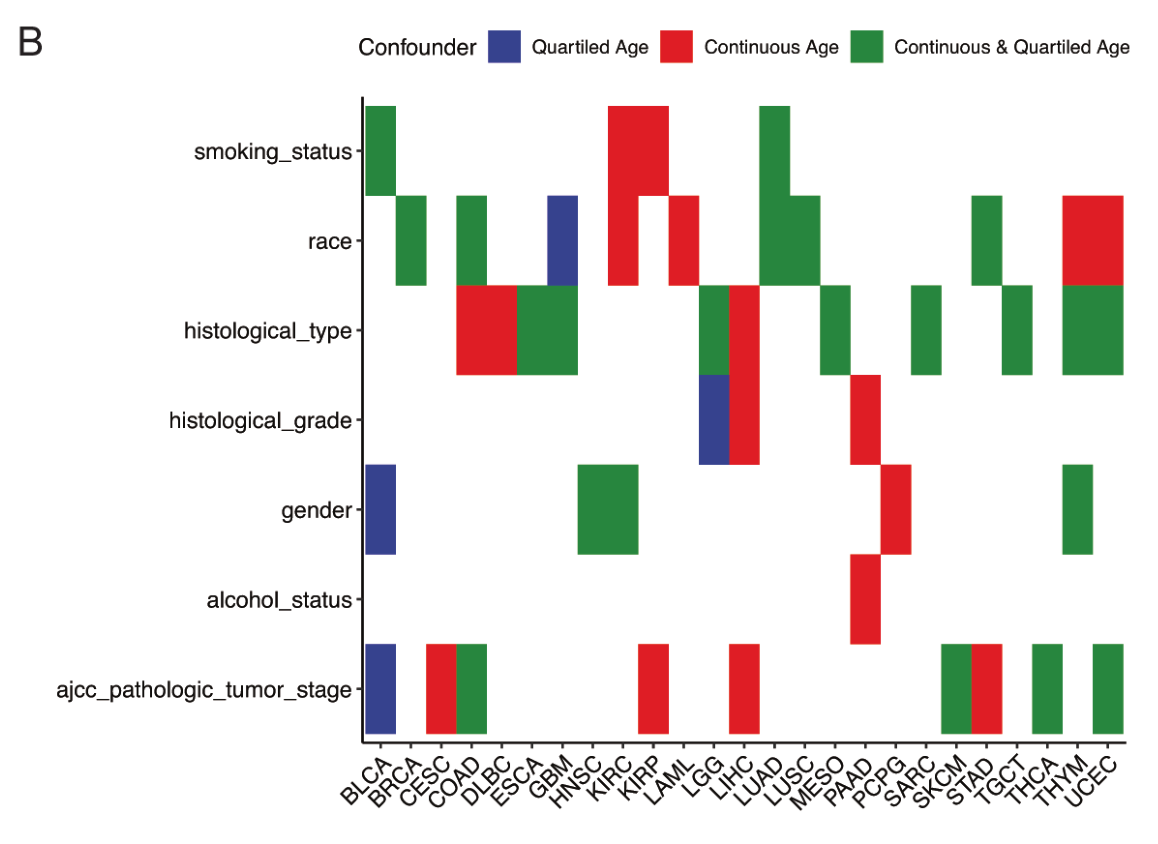 B
Confounder Quartiled Age Continuous Age Continuous & Quartiled Age
smoking_status
race
histological_type
histological_grade
gender
alcohol_status
ajcc_pathologic_tumor_stage
BLCA BRCA CESC COAD DLBC ESCA GBM HNSC KIRC KIRP LAML LGG LIHC LUAD LUSC MESO PAAD PCPG SARC SKCM STAD TGCT THCA THYM UCEC